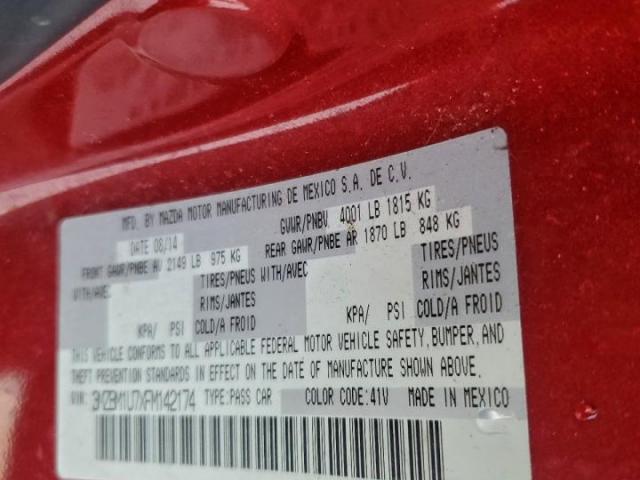 MFD. BY MAZDA MOTOR MANUFACTURING DE MEXICO S.A. DE C.V.
DATE 08/14 GVWR/PNBV 4001 LB 1815 KG
FRONT GAWR/PNBE AV 2149 LB 975 KG REAR GAWR/PNBE AR 1870 LB 848 KG
WITH/AVEC TIRES/PNEUS WITH/AVEC TIRES/PNEUS
RIMS/JANTES RIMS/JANTES
KPA/ PSI COLD/A FROID KPA/ PSI COLD/A FROID
THIS VEHICLE CONFORMS TO ALL APPLICABLE FEDERAL MOTOR VEHICLE SAFETY,BUMPER,AND
THEFT PREVENTION STANDARDS IN EFFECT ON THE DATE OF MANUFACTURE SHOWN ABOVE.
VIN: 3MZBM1U7XFM142174 TYPE:PASS CAR COLOR CODE:41V MADE IN MEXICO